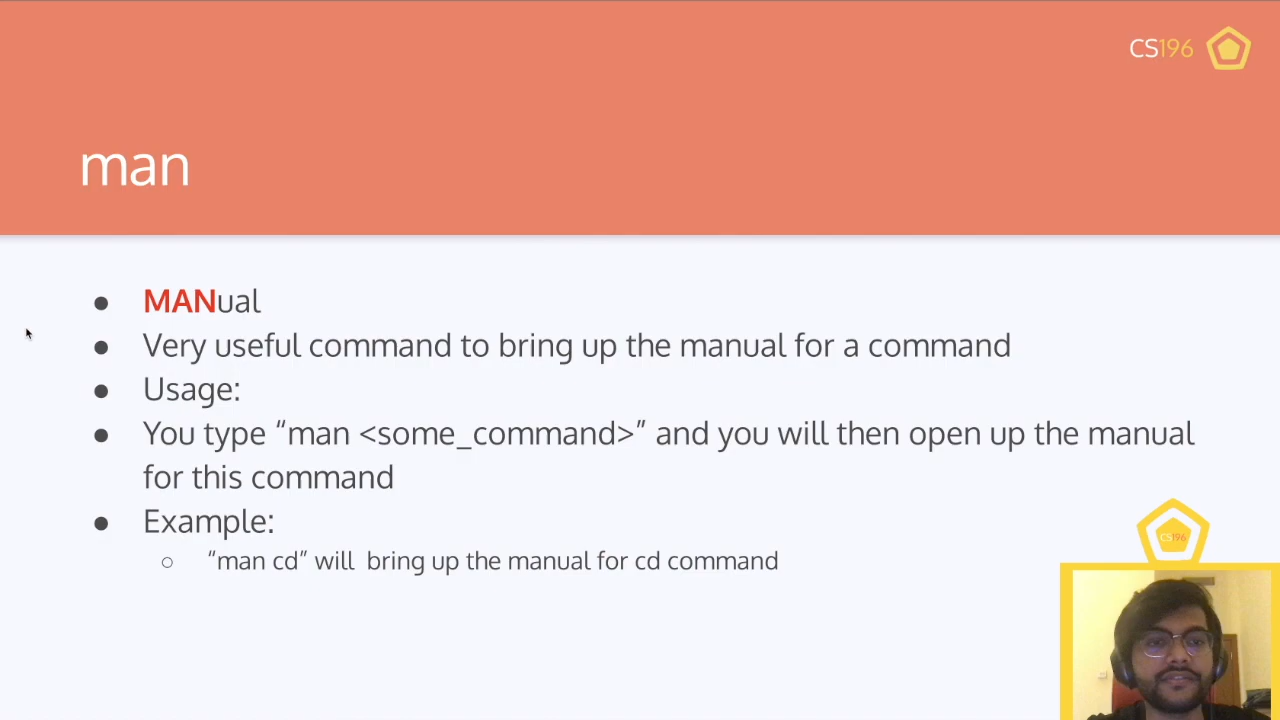 CS196
man
● MANual
● Very useful command to bring up the manual for a command
● Usage:
● You type “man <some_command>” and you will then open up the manual
for this command
● Example:
○ “man cd” will  bring up the manual for cd command
CS196